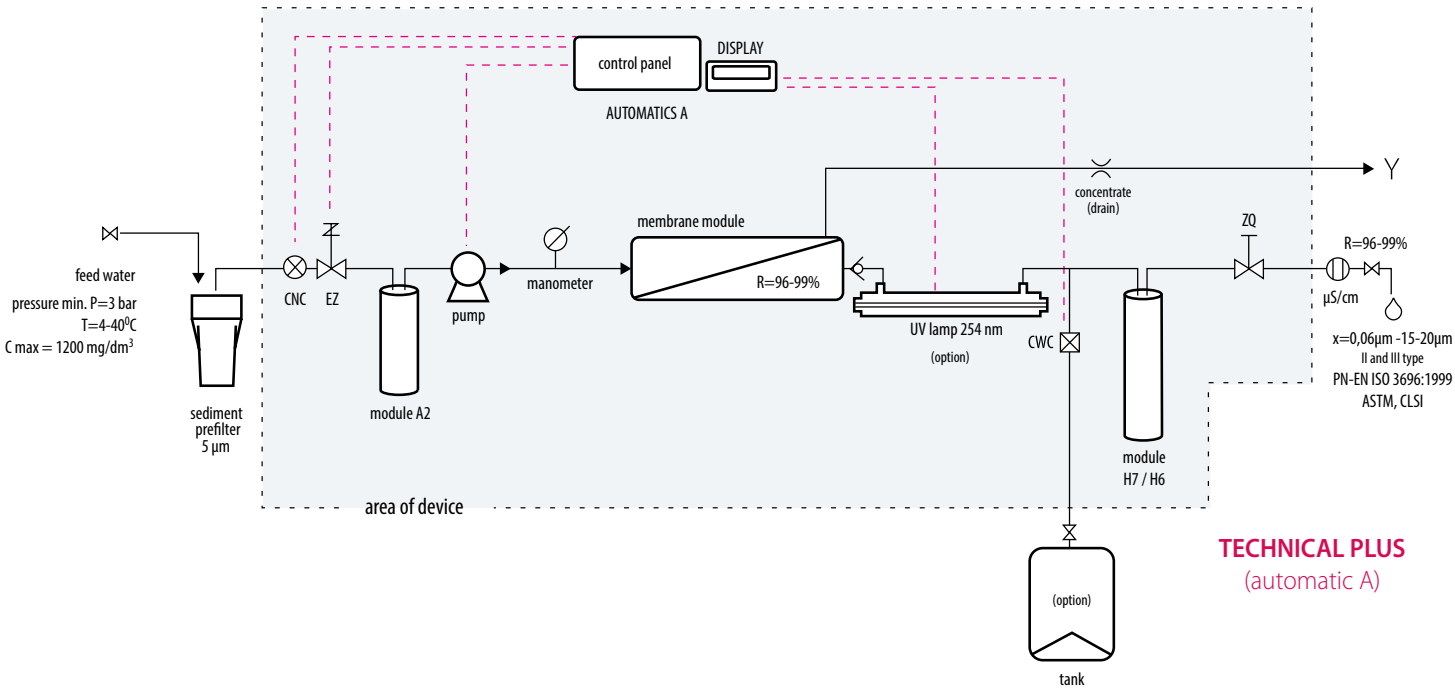 control panel
DISPLAY
AUTOMATICS A
concentrate
(drain)
membrane module
R=96-99%
feed water
pressure min. P=3 bar
T=4-40⁰C
C max = 1200 mg/dm³
sediment
prefilter
5 µm
CNC
EZ
module A2
pump
manometer
UV lamp 254 nm
(option)
CWC
module
H7 / H6
ZQ
R=96-99%
µS/cm
x=0,06µm -15-20µm
II and III type
PN-EN ISO 3696:1999
ASTM, CLSI
area of device
(option)
tank
TECHNICAL PLUS
(automatic A)